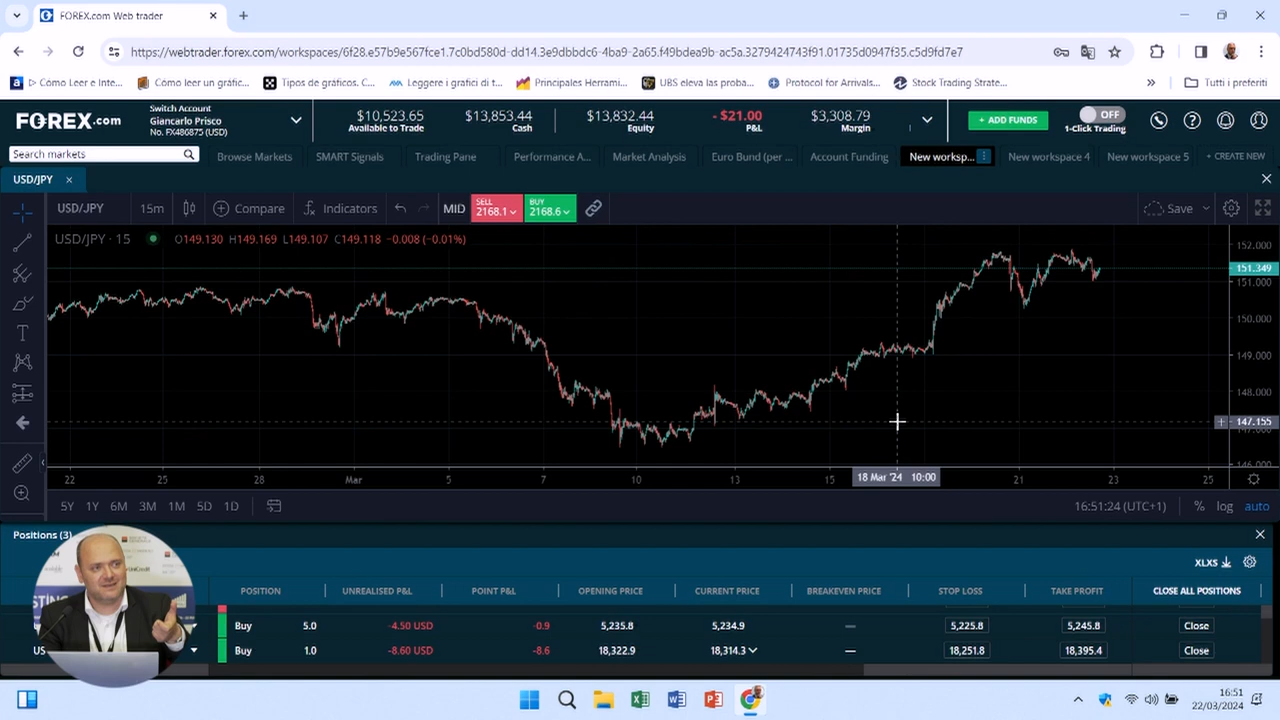 FOREX.com Web trader
https://webtrader.forex.com/workspaces/6f28.e57b9e567fce1.7c0bd580d-dd14.3e9dbbdc6-4ba9-2a65.f49bdea9b-ac5a.3279424743f91.01735d0947f35.c5d9fd7e7
▷ Cómo Leer e Inte... Cómo leer un gráfic... Tipos de gráficos. C... Leggere i grafici di t... Principales Herrami... UBS eleva las proba... Protocol for Arrivals... Stock Trading Strate... » Tutti i preferiti
FOREX.com
Switch Account
Giancarlo Prisco
No. FX486875 (USD)
$10,523.65 $13,853.44 $13,832.44 - $21.00 $3,308.79
Available to Trade Cash Equity P&L Margin
+ ADD FUNDS
OFF
1-Click Trading
Search markets Browse Markets SMART Signals Trading Pane Performance A... Market Analysis Euro Bund (per ... Account Funding New worksp... New workspace 4 New workspace 5 + CREATE NEW
USD/JPY
USD/JPY 15m Compare Indicators MID SELL 2168.1 BUY 2168.6 Save
USD/JPY · 15 O149.130 H149.169 L149.107 C149.118 −0.008 (−0.01%)
152.000
151.349
151.000
150.000
149.000
148.000
147.155
146.000
22 25 28 Mar 5 7 10 13 15 18 Mar '24 10:00 21 23 25
5Y 1Y 6M 3M 1M 5D 1D 16:51:24 (UTC+1) % log auto
Positions (3)
XLXS
POSITION UNREALISED P&L POINT P&L OPENING PRICE CURRENT PRICE BREAKEVEN PRICE STOP LOSS TAKE PROFIT CLOSE ALL POSITIONS
Buy 5.0 -4.50 USD -0.9 5,235.8 5,234.9 — 5,225.8 5,245.8 Close
US Buy 1.0 -8.60 USD -8.6 18,322.9 18,314.3 — 18,251.8 18,395.4 Close
16:51
22/03/2024